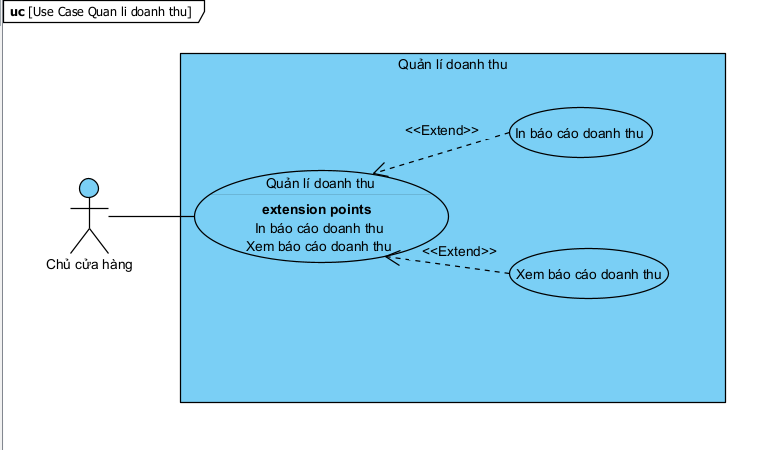 uc [Use Case Quan li doanh thu]
Quản lí doanh thu
<<Extend>>
In báo cáo doanh thu
Quản lí doanh thu
extension points
In báo cáo doanh thu
Xem báo cáo doanh thu
<<Extend>>
Xem báo cáo doanh thu
Chủ cửa hàng